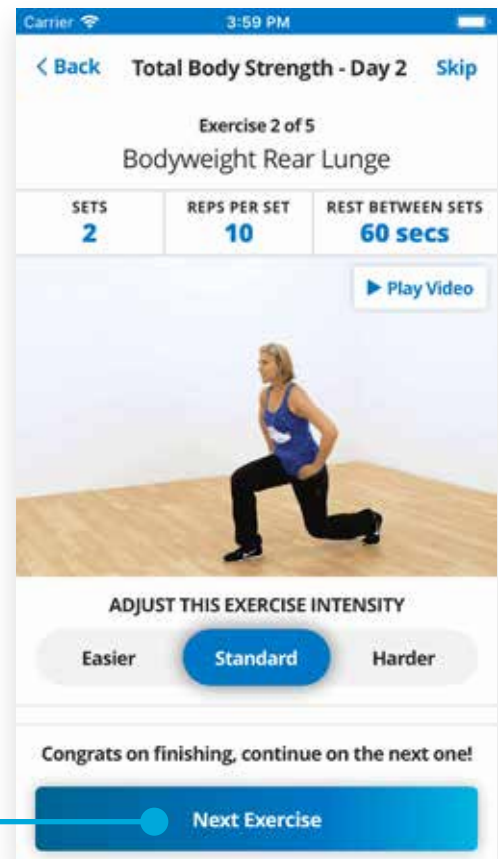 Carrier 3:59 PM
< Back Total Body Strength - Day 2 Skip
Exercise 2 of 5
Bodyweight Rear Lunge
SETS REPS PER SET REST BETWEEN SETS
2 10 60 secs
Play Video
ADJUST THIS EXERCISE INTENSITY
Easier Standard Harder
Congrats on finishing, continue on the next one!
Next Exercise